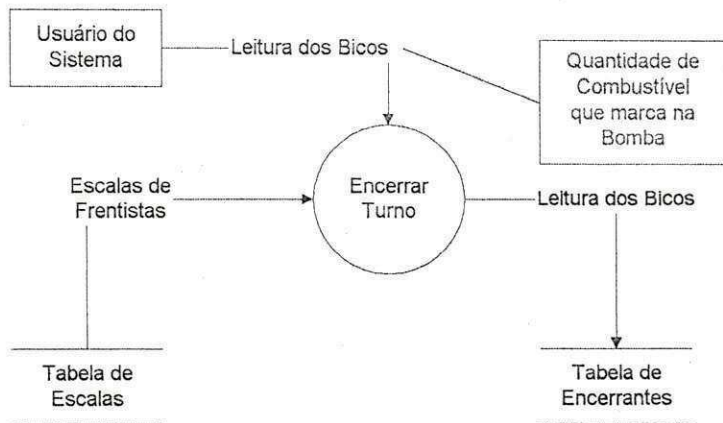 Usuário do
Sistema
Leitura dos Bicos
Quantidade de
Combustível
que marca na
Bomba
Escalas de
Frentistas
Encerrar
Turno
Leitura dos Bicos
Tabela de
Escalas
Tabela de
Encerrantes